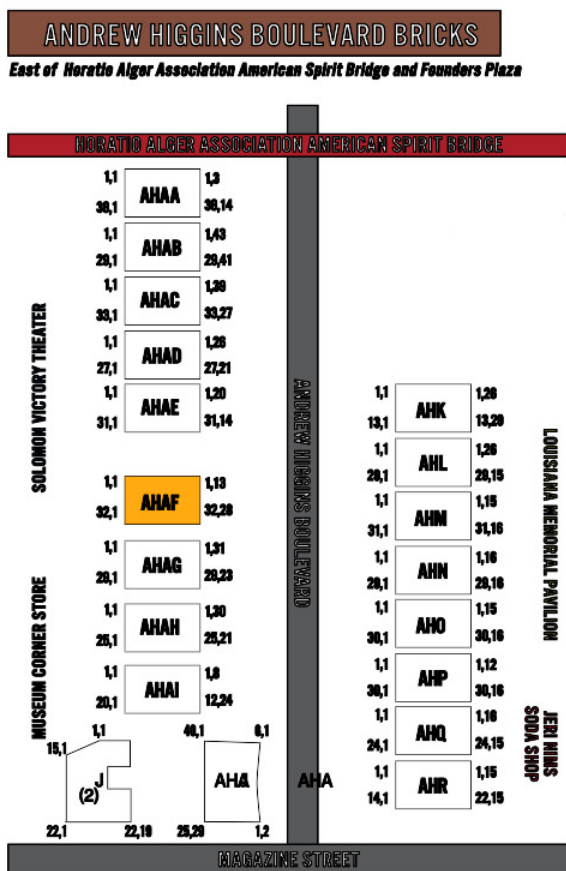 ANDREW HIGGINS BOULEVARD BRICKS
East of Horatio Alger Association American Spirit Bridge and Founders Plaza
HORATIO ALGER ASSOCIATION AMERICAN SPIRIT BRIDGE
1,1 1,3
AHAA
38,1 38,14
1,1 1,43
AHAB
29,1 29,41
1,1 1,39
AHAC
33,1 33,27
1,1 1,26
AHAD
27,1 27,21
1,1 1,20
AHAE
31,1 31,14
SOLOMON VICTORY THEATER
1,1 1,13
AHAF
32,1 32,28
1,1 1,31
AHAG
29,1 29,23
1,1 1,30
AHAH
25,1 25,21
1,1 1,8
AHAI
20,1 12,24
MUSEUM CORNER STORE
1,1
15,1
J
(2)
22,1 22,19
40,1 6,1
25,29 1,2
AHA
ANDREW HIGGINS BOULEVARD
1,1 1,26
AHK
13,1 13,29
1,1 1,26
AHL
29,1 29,15
1,1 1,15
AHM
31,1 31,16
1,1 1,16
AHN
29,1 29,16
1,1 1,15
AHO
30,1 30,16
1,1 1,12
AHP
30,1 30,16
1,1 1,16
AHQ
24,1 24,15
1,1 1,15
AHR
14,1 22,15
LOUISIANA MEMORIAL PAVILION
JERI NIMS
SODA SHOP
MAGAZINE STREET